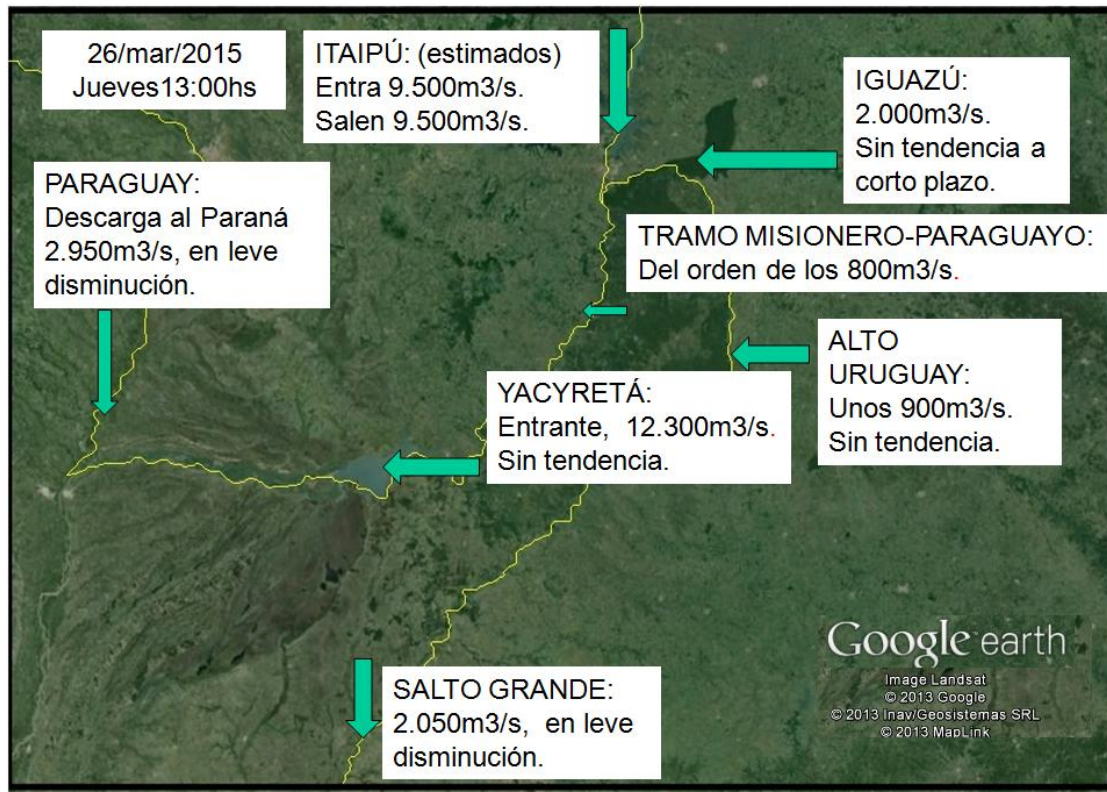 26/mar/2015
Jueves13:00hs
ITAIPÚ: (estimados)
Entra 9.500m3/s.
Salen 9.500m3/s.
IGUAZÚ:
2.000m3/s.
Sin tendencia a
corto plazo.
PARAGUAY:
Descarga al Paraná
2.950m3/s, en leve
disminución.
TRAMO MISIONERO-PARAGUAYO:
Del orden de los 800m3/s.
ALTO
URUGUAY:
Unos 900m3/s.
Sin tendencia.
YACYRETÁ:
Entrante, 12.300m3/s.
Sin tendencia.
SALTO GRANDE:
2.050m3/s, en leve
disminución.
Google earth
Image Landsat
© 2013 Google
© 2013 Inav/Geosistemas SRL
© 2013 MapLink